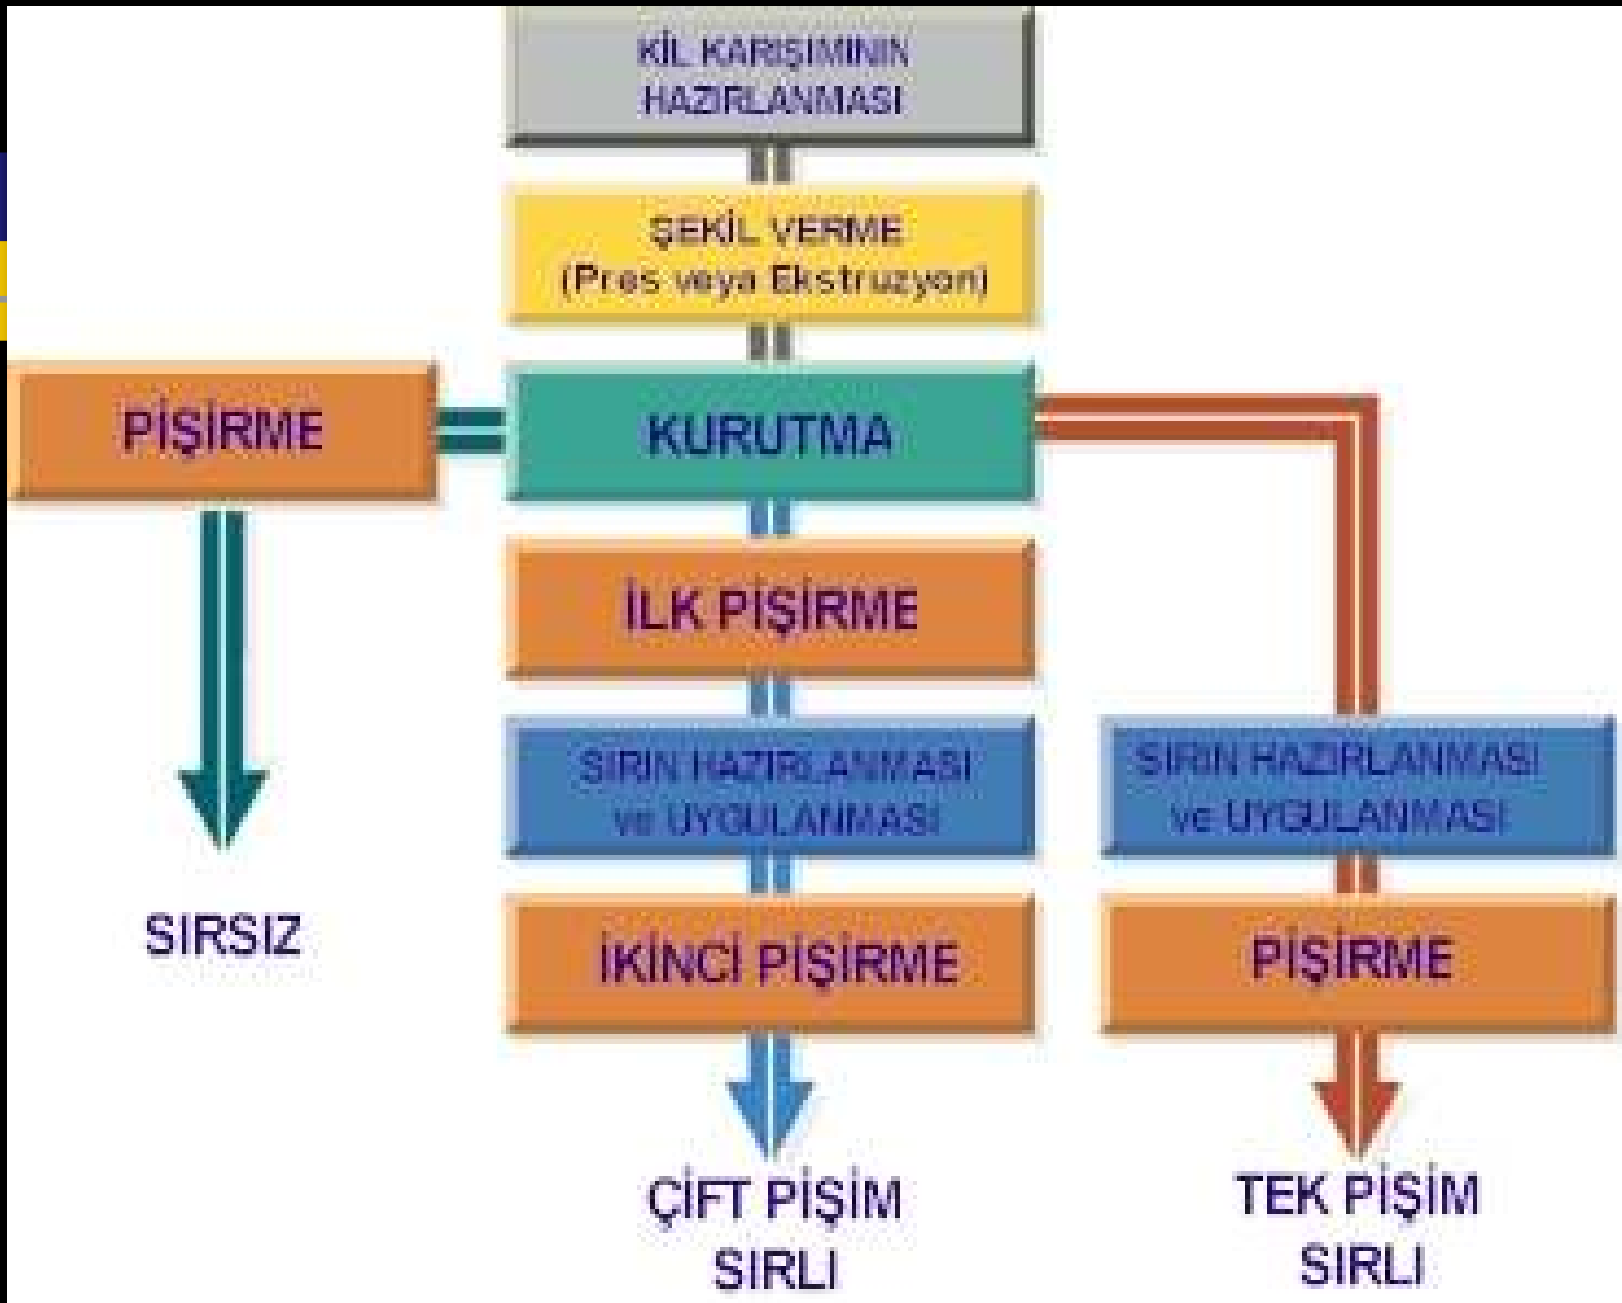 KİL KARIŞIMININ
HAZIRLANMASI
ŞEKİL VERME
(Pres veya Ekstruzyon)
PİŞİRME
KURUTMA
İLK PİŞİRME
SIRIN HAZIRLANMASI
ve UYGULANMASI
SIRIN HAZIRLANMASI
ve UYGULANMASI
SIRSIZ
İKİNCİ PİŞİRME
PİŞİRME
ÇİFT PİŞİM
SIRLI
TEK PİŞİM
SIRLI